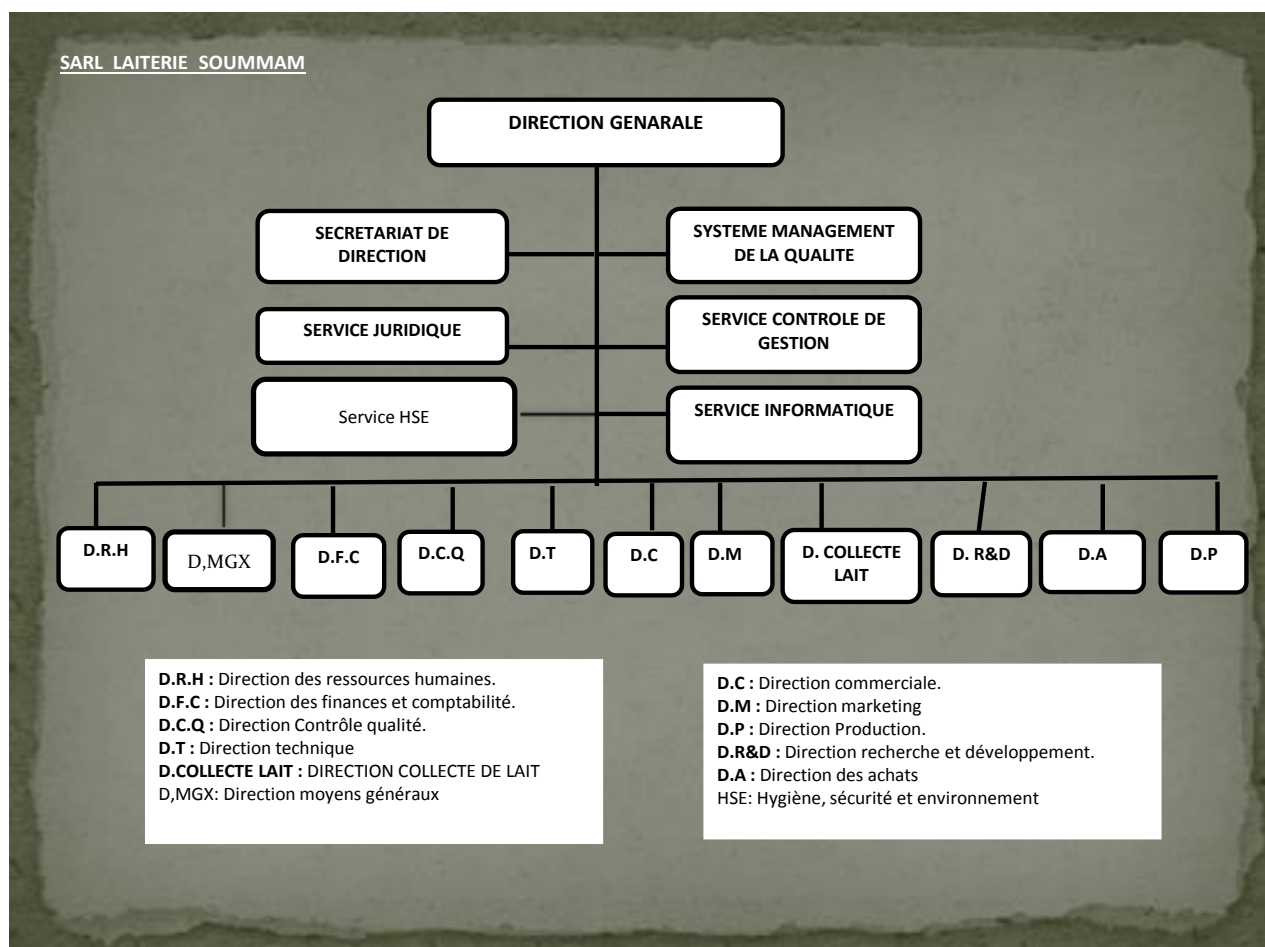 SARL LAITERIE SOUMMAM
DIRECTION GENARALE
SECRETARIAT DE
DIRECTION
SYSTEME MANAGEMENT
DE LA QUALITE
SERVICE JURIDIQUE
SERVICE CONTROLE DE
GESTION
Service HSE
SERVICE INFORMATIQUE
D.R.H
D,MGX
D.F.C
D.C.Q
D.T
D.C
D.M
D. COLLECTE
LAIT
D. R&D
D.A
D.P
D.R.H : Direction des ressources humaines.
D.F.C : Direction des finances et comptabilité.
D.C.Q : Direction Contrôle qualité.
D.T : Direction technique
D.COLLECTE LAIT : DIRECTION COLLECTE DE LAIT
D,MGX: Direction moyens généraux
D.C : Direction commerciale.
D.M : Direction marketing
D.P : Direction Production.
D.R&D : Direction recherche et développement.
D.A : Direction des achats
HSE: Hygiène, sécurité et environnement